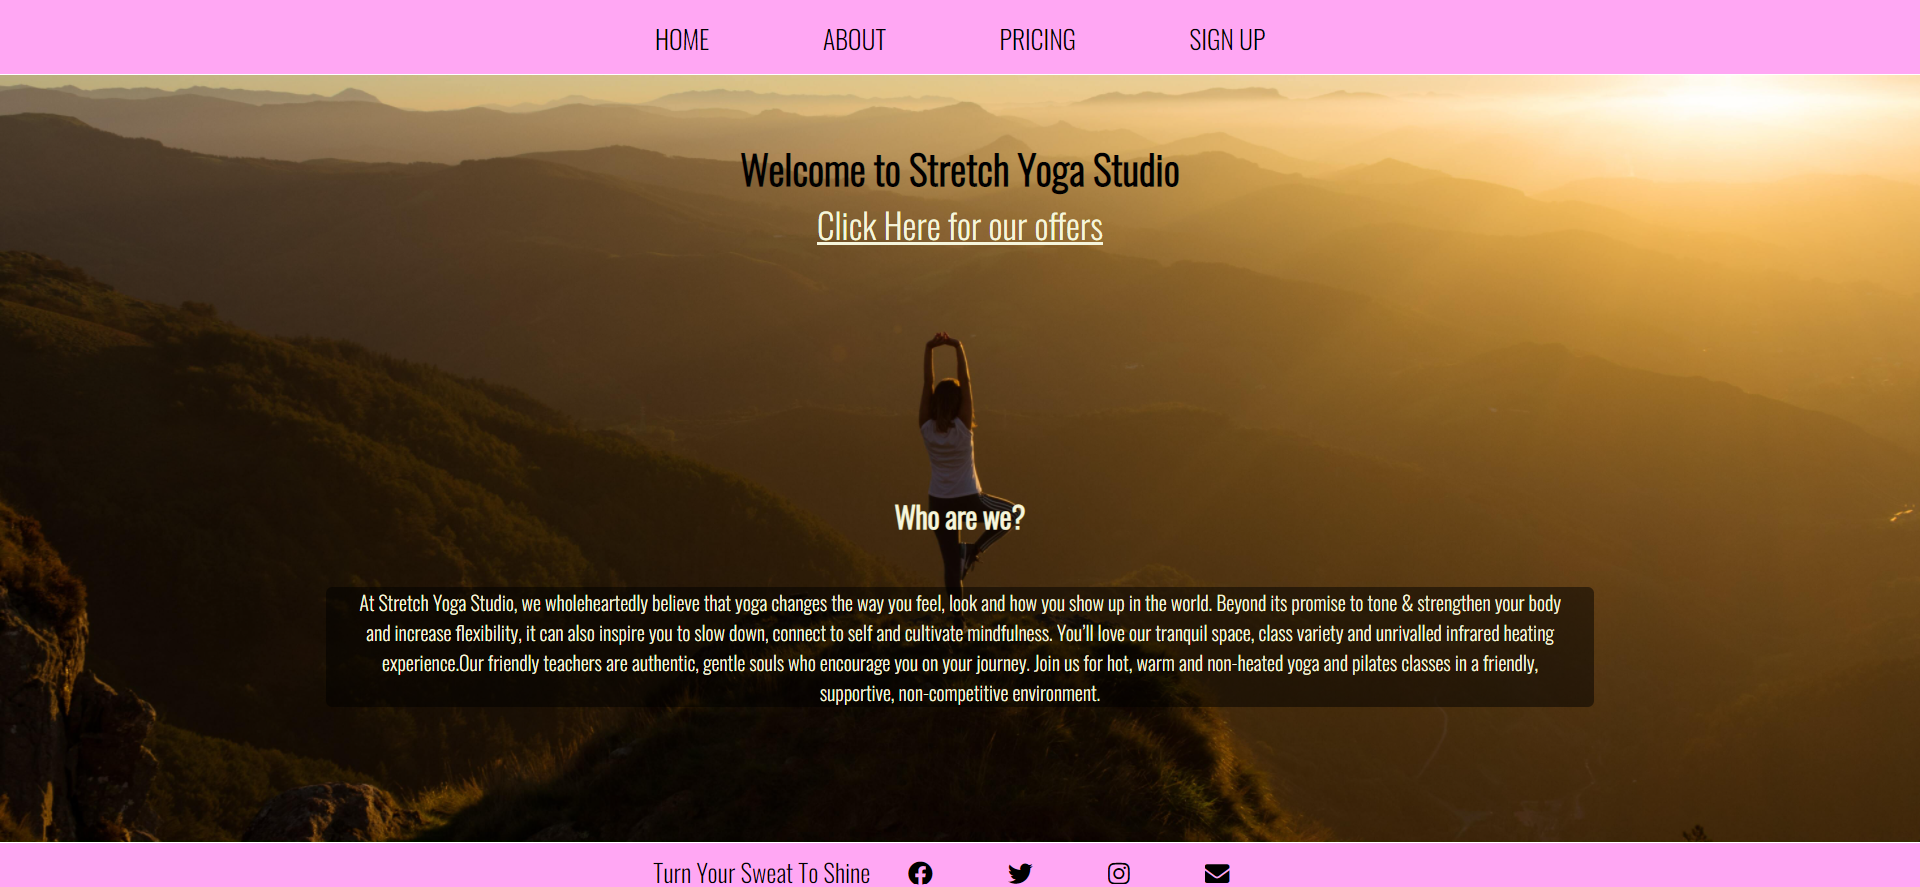 HOME ABOUT PRICING SIGN UP
Welcome to Stretch Yoga Studio
Click Here for our offers
Who are we?
At Stretch Yoga Studio, we wholeheartedly believe that yoga changes the way you feel, look and how you show up in the world. Beyond its promise to tone & strengthen your body
and increase flexibility, it can also inspire you to slow down, connect to self and cultivate mindfulness. You’ll love our tranquil space, class variety and unrivalled infrared heating
experience.Our friendly teachers are authentic, gentle souls who encourage you on your journey. Join us for hot, warm and non-heated yoga and pilates classes in a friendly,
supportive, non-competitive environment.
Turn Your Sweat To Shine